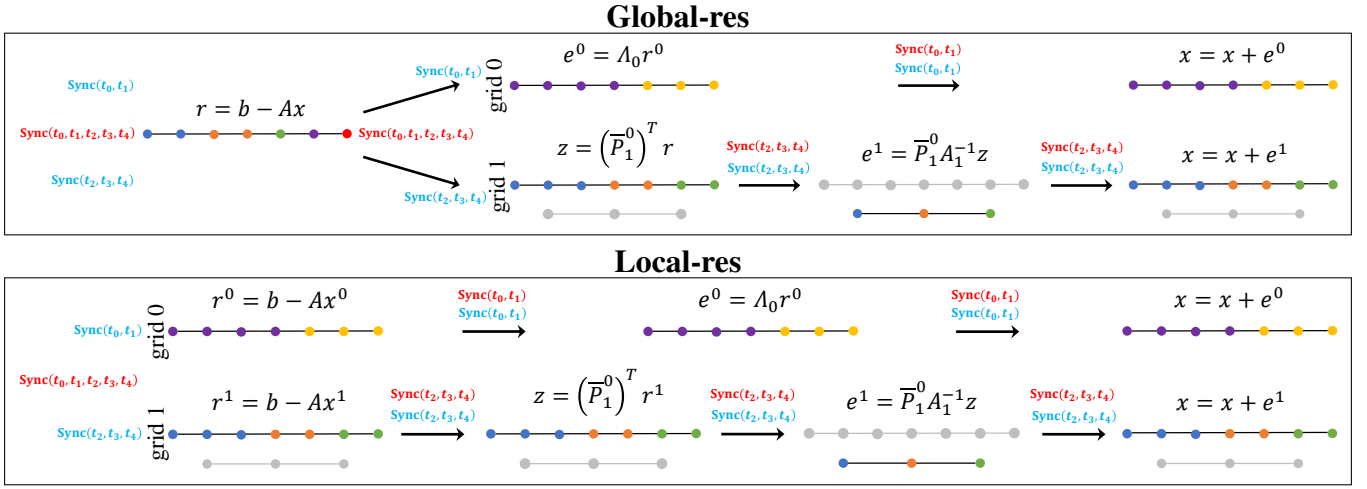 Global-res
Sync(t₀, t₁)
Sync(t₀, t₁, t₂, t₃, t₄)
Sync(t₂, t₃, t₄)
r = b − Ax
Sync(t₀, t₁, t₂, t₃, t₄)
Sync(t₀, t₁)
Sync(t₂, t₃, t₄)
grid 0
e⁰ = Λ₀r⁰
Sync(t₀, t₁)
Sync(t₀, t₁)
x = x + e⁰
grid 1
z = (P̅₁⁰)ᵀ r
Sync(t₂, t₃, t₄)
Sync(t₂, t₃, t₄)
e¹ = P̅₁⁰A₁⁻¹z
Sync(t₂, t₃, t₄)
Sync(t₂, t₃, t₄)
x = x + e¹
Local-res
Sync(t₀, t₁)
grid 0
r⁰ = b − Ax⁰
Sync(t₀, t₁)
Sync(t₀, t₁)
e⁰ = Λ₀r⁰
Sync(t₀, t₁)
Sync(t₀, t₁)
x = x + e⁰
Sync(t₀, t₁, t₂, t₃, t₄)
Sync(t₂, t₃, t₄)
grid 1
r¹ = b − Ax¹
Sync(t₂, t₃, t₄)
Sync(t₂, t₃, t₄)
z = (P̅₁⁰)ᵀ r¹
Sync(t₂, t₃, t₄)
Sync(t₂, t₃, t₄)
e¹ = P̅₁⁰A₁⁻¹z
Sync(t₂, t₃, t₄)
Sync(t₂, t₃, t₄)
x = x + e¹